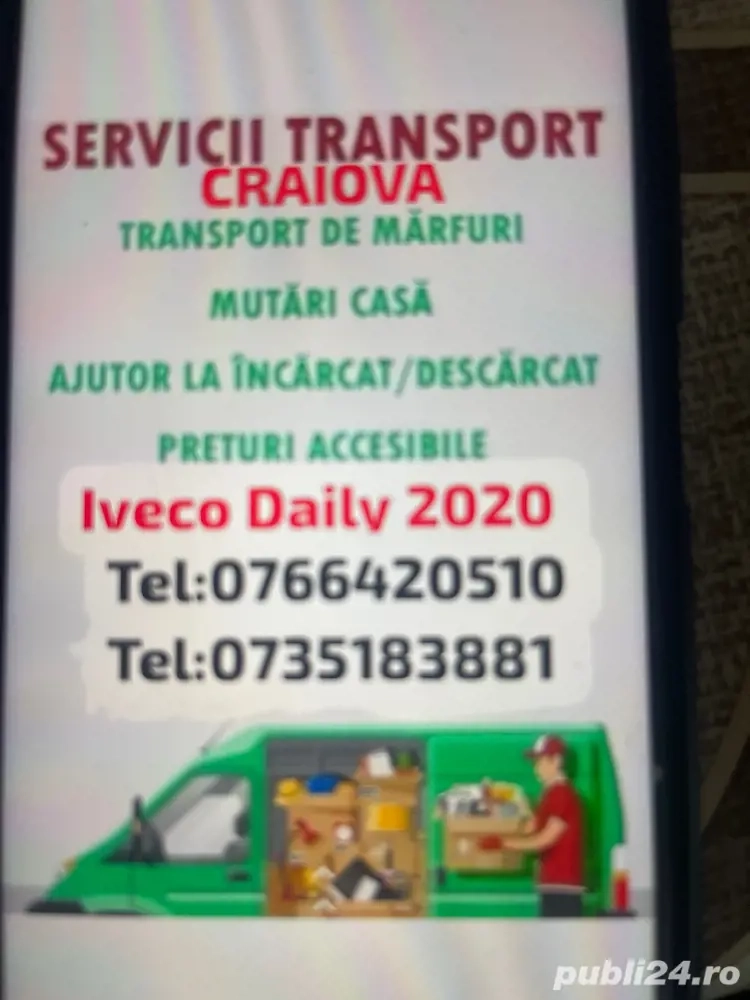 SERVICII TRANSPORT
CRAIOVA
TRANSPORT DE MĂRFURI
MUTĂRI CASĂ
AJUTOR LA ÎNCĂRCAT/DESCĂRCAT
PRETURI ACCESIBILE
Iveco Daily 2020
Tel:0766420510
Tel:0735183881
publi24.ro